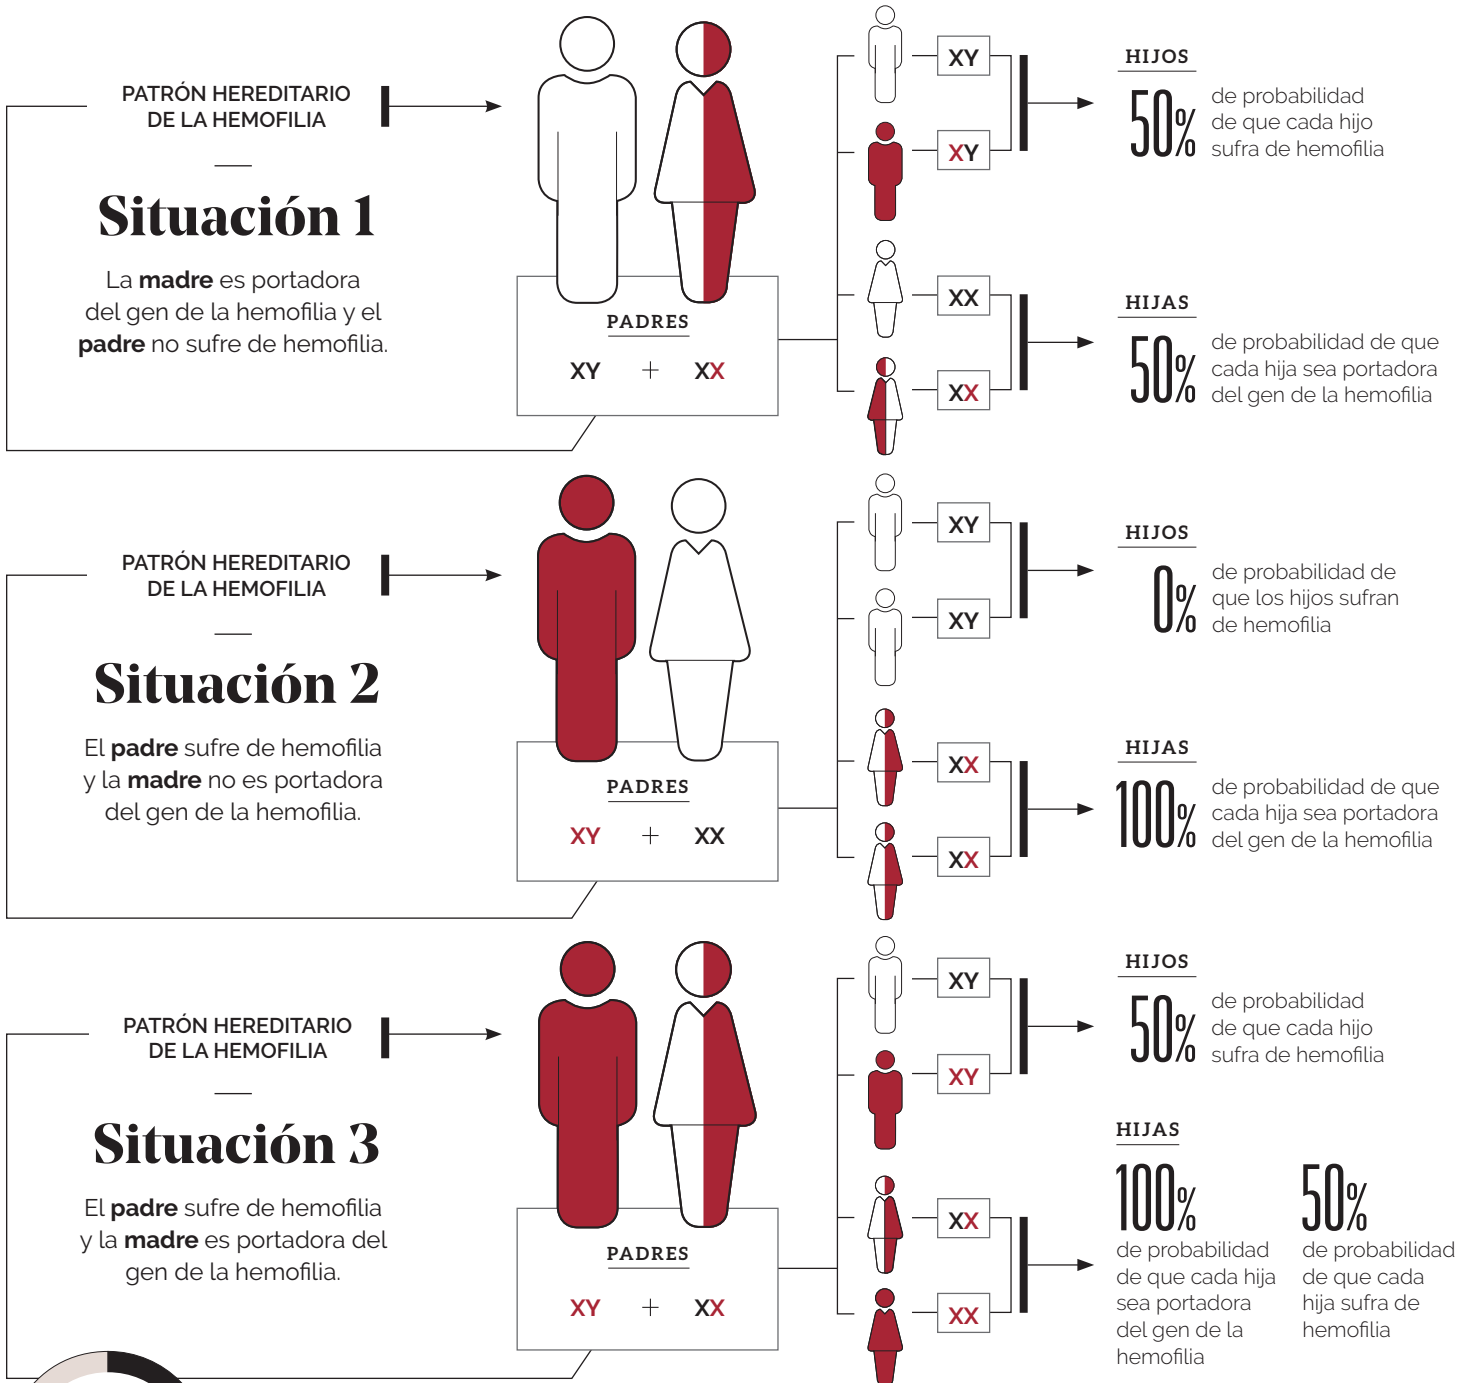 PATRÓN HEREDITARIO
DE LA HEMOFILIA
Situación 1
La madre es portadora
del gen de la hemofilia y el
padre no sufre de hemofilia.
PADRES
XY + XX
XY
XY
XX
XX
HIJOS
50%
de probabilidad
de que cada hijo
sufra de hemofilia
HIJAS
50%
de probabilidad de que
cada hija sea portadora
del gen de la hemofilia
PATRÓN HEREDITARIO
DE LA HEMOFILIA
Situación 2
El padre sufre de hemofilia
y la madre no es portadora
del gen de la hemofilia.
PADRES
XY + XX
XY
XY
XX
XX
HIJOS
0%
de probabilidad de
que los hijos sufran
de hemofilia
HIJAS
100%
de probabilidad de que
cada hija sea portadora
del gen de la hemofilia
PATRÓN HEREDITARIO
DE LA HEMOFILIA
Situación 3
El padre sufre de hemofilia
y la madre es portadora del
gen de la hemofilia.
PADRES
XY + XX
XY
XY
XX
XX
HIJOS
50%
de probabilidad
de que cada hijo
sufra de hemofilia
HIJAS
100%
de probabilidad
de que cada hija
sea portadora
del gen de la
hemofilia
50%
de probabilidad
de que cada
hija sufra de
hemofilia